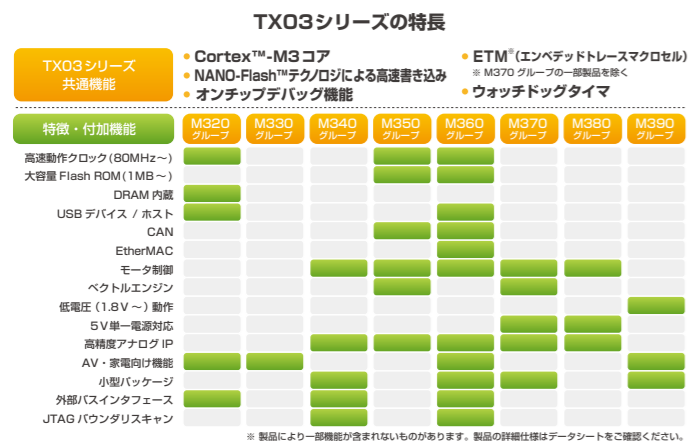 TX03シリーズの特長
TX03シリーズ
共通機能
● Cortex™-M3コア
● NANO-Flash™テクノロジによる高速書き込み
● オンチップデバッグ機能
● ETM※(エンベデッドトレースマクロセル)
※ M370 グループの一部製品を除く
● ウォッチドッグタイマ
特徴・付加機能
M320 グループ
M330 グループ
M340 グループ
M350 グループ
M360 グループ
M370 グループ
M380 グループ
M390 グループ
高速動作クロック(80MHz〜)
大容量 Flash ROM(1MB〜)
DRAM 内蔵
USB デバイス / ホスト
CAN
EtherMAC
モータ制御
ベクトルエンジン
低電圧(1.8V〜)動作
5V単一電源対応
高精度アナログ IP
AV・家電向け機能
小型パッケージ
外部バスインタフェース
JTAG バウンダリスキャン
※ 製品により一部機能が含まれないものがあります。製品の詳細仕様はデータシートをご確認ください。